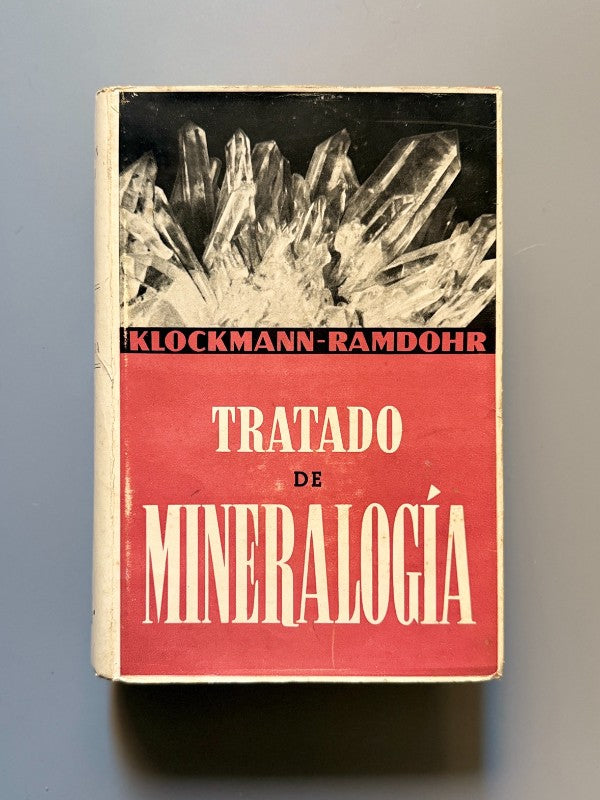 KLOCKMANN-RAMDOHR
TRATADO
DE
MINERALOGÍA